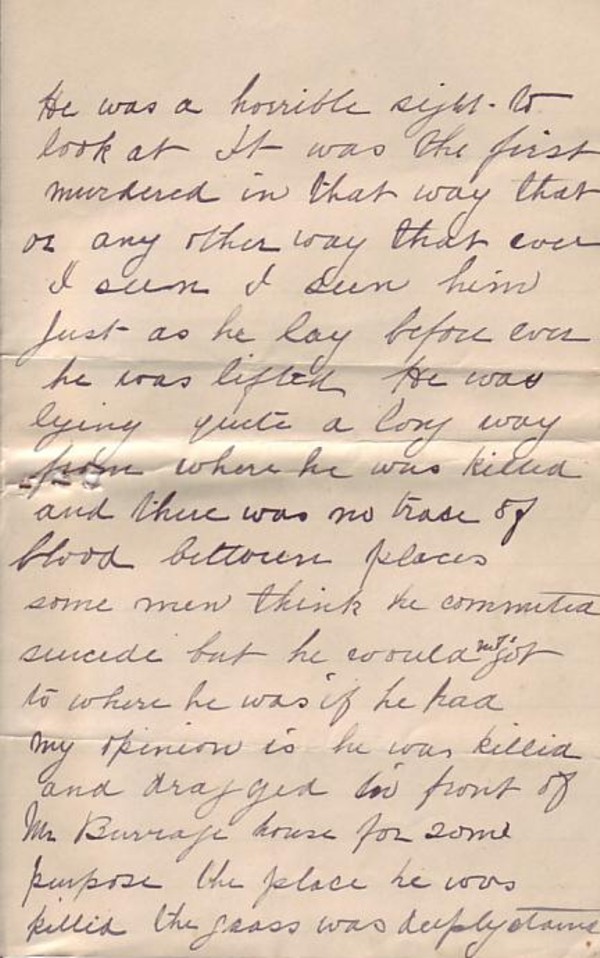 He was a horrible sight to
look at It was the first
murdered in that way that
or any other way that ever
I seen I seen him
Just as he lay before ever
he was lifted He was
lying quite a long way
from where he was killed
and there was no trase of
blood between places
some men think he commited
suicide but he would not got
to where he was if he had
my opinion is he was killed
and dragged in front of
Mr Burrage house for some
purpose the place he was
killed the grass was deeply